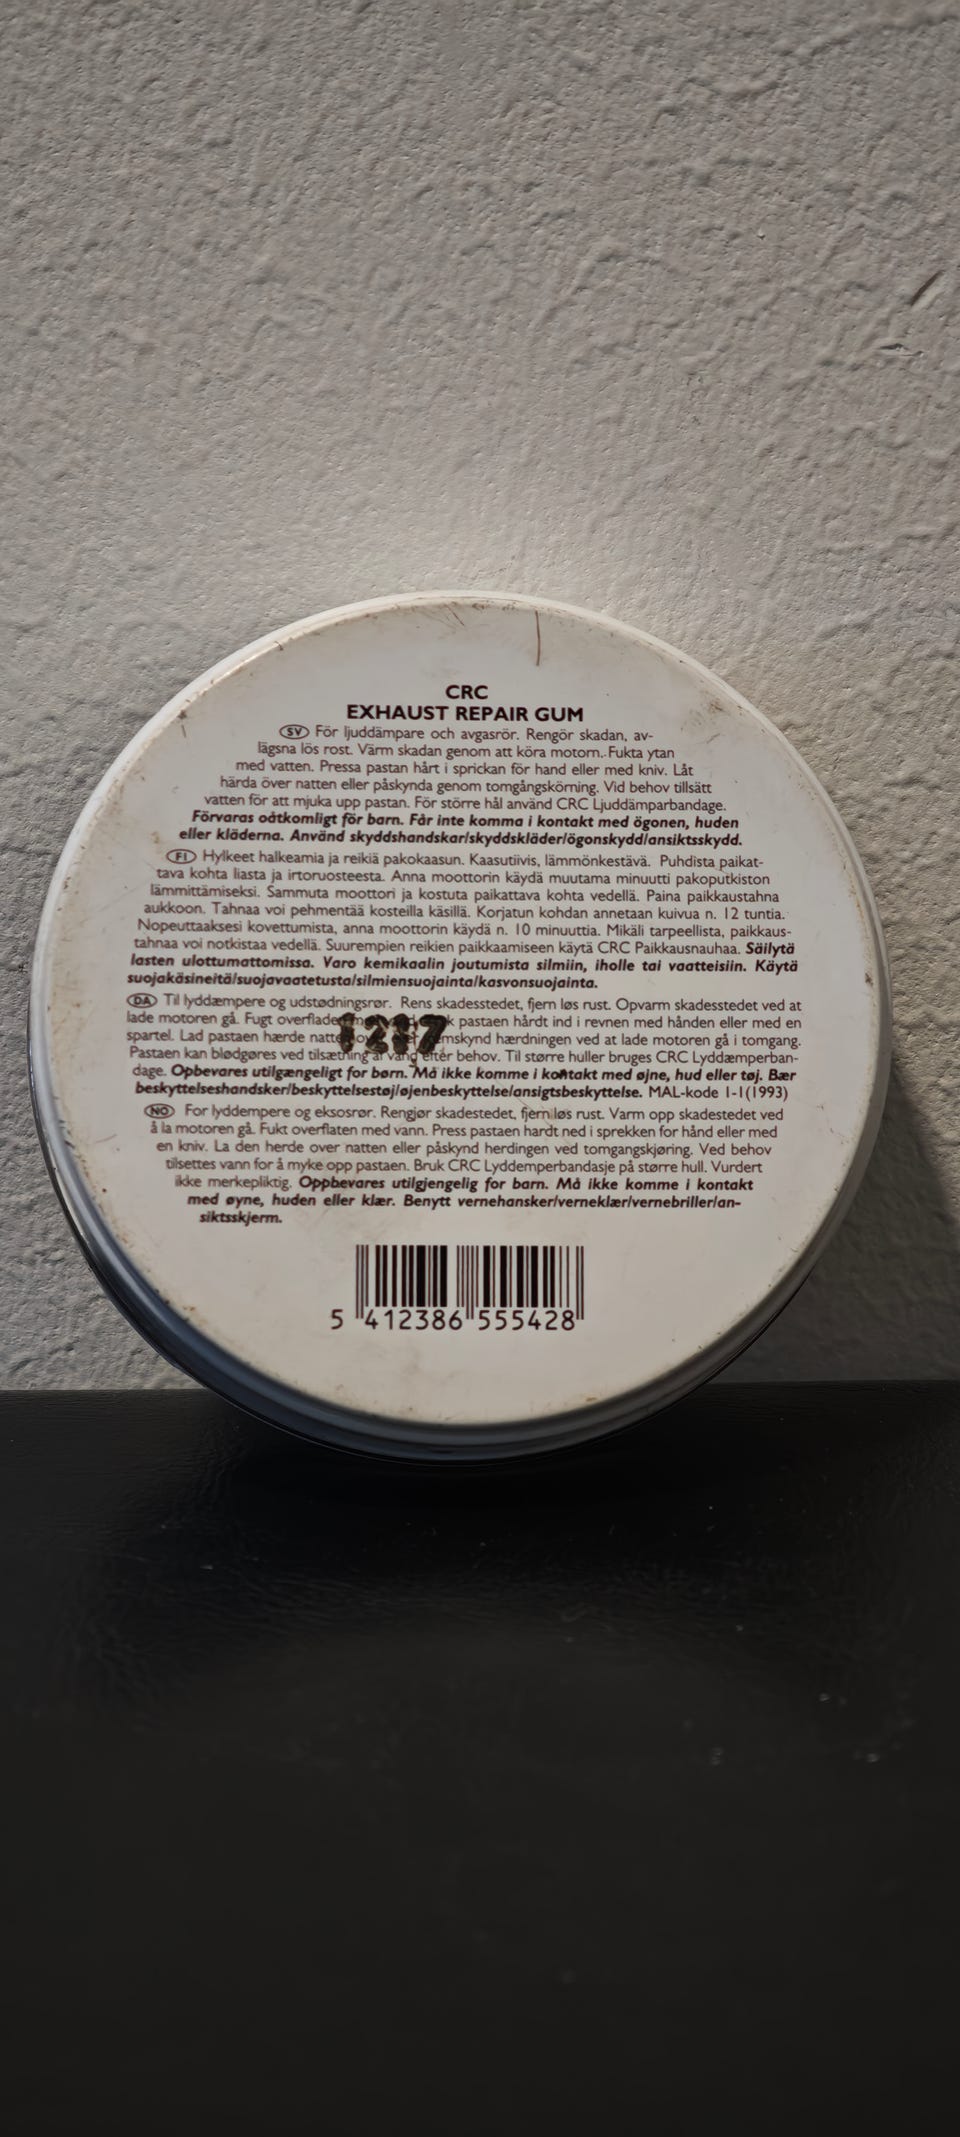 CRC
EXHAUST REPAIR GUM
SV För ljuddämpare och avgasrör. Rengör skadan, av-
lägsna lös rost. Värm skadan genom att köra motorn. Fukta ytan
med vatten. Pressa pastan hårt i sprickan för hand eller med kniv. Låt
härda över natten eller påskynda genom tomgångskörning. Vid behov tillsätt
vatten för att mjuka upp pastan. För större hål använd CRC Ljuddämparbandage.
Förvaras oåtkomligt för barn. Får inte komma i kontakt med ögonen, huden
eller kläderna. Använd skyddshandskar/skyddskläder/ögonskydd/ansiktsskydd.
FI Hylkeet halkeamia ja reikiä pakokaasun. Kaasutiivis, lämmönkestävä. Puhdista paikat-
tava kohta liasta ja irtoruosteesta. Anna moottorin käydä muutama minuutti pakoputkiston
lämmittämiseksi. Sammuta moottori ja kostuta paikattava kohta vedellä. Paina paikkaustahna
aukkoon. Tahnaa voi pehmentää kosteilla käsillä. Korjatun kohdan annetaan kuivua n. 12 tuntia.
Nopeuttaaksesi kovettumista, anna moottorin käydä n. 10 minuuttia. Mikäli tarpeellista, paikkaus-
tahnaa voi notkistaa vedellä. Suurempien reikien paikkaamiseen käytä CRC Paikkausnauhaa. Säilytä
lasten ulottumattomissa. Varo kemikaalin joutumista silmiin, iholle tai vaatteisiin. Käytä
suojakäsineitä/suojavaatetusta/silmiensuojainta/kasvonsuojainta.
DA Til lyddæmpere og udstødningsrør. Rens skadesstedet, fjern løs rust. Opvarm skadesstedet ved at
lade motoren gå. Fugt overfladen pastaen hårdt ind i revnen med hånden eller med en
spartel. Lad pastaen hærde hærdningen ved at lade motoren gå i tomgang.
1217
Pastaen kan blødgøres ved tilsætning af vand efter behov. Til større huller bruges CRC Lyddæmperban-
dage. Opbevares utilgængeligt for børn. Må ikke komme i kontakt med øjne, hud eller tøj. Bær
beskyttelseshandsker/beskyttelsestøj/øjenbeskyttelse/ansigtsbeskyttelse. MAL-kode 1-1(1993)
NO For lyddempere og eksosrør. Rengjør skadestedet, fjern løs rust. Varm opp skadestedet ved
å la motoren gå. Fukt overflaten med vann. Press pastaen hardt ned i sprekken for hånd eller med
en kniv. La den herde over natten eller påskynd herdingen ved tomgangskjøring. Ved behov
tilsettes vann for å myke opp pastaen. Bruk CRC Lyddemperbandasje på større hull. Vurdert
ikke merkepliktig. Oppbevares utilgjengelig for barn. Må ikke komme i kontakt
med øyne, huden eller klær. Benytt vernehansker/verneklær/vernebriller/an-
siktsskjerm.
5 412386 555428